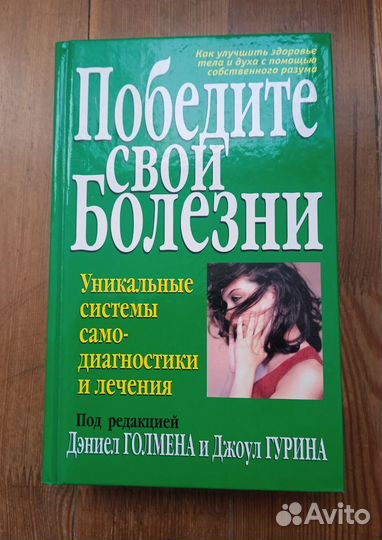 Как улучшить здоровье
тела и духа с помощью
собственного разума
Победите
свои
Болезни
Уникальные
системы
само-
диагностики
и лечения
Под редакцией
Дэниел ГОЛМЕНА и Джоул ГУРИНА
Avito